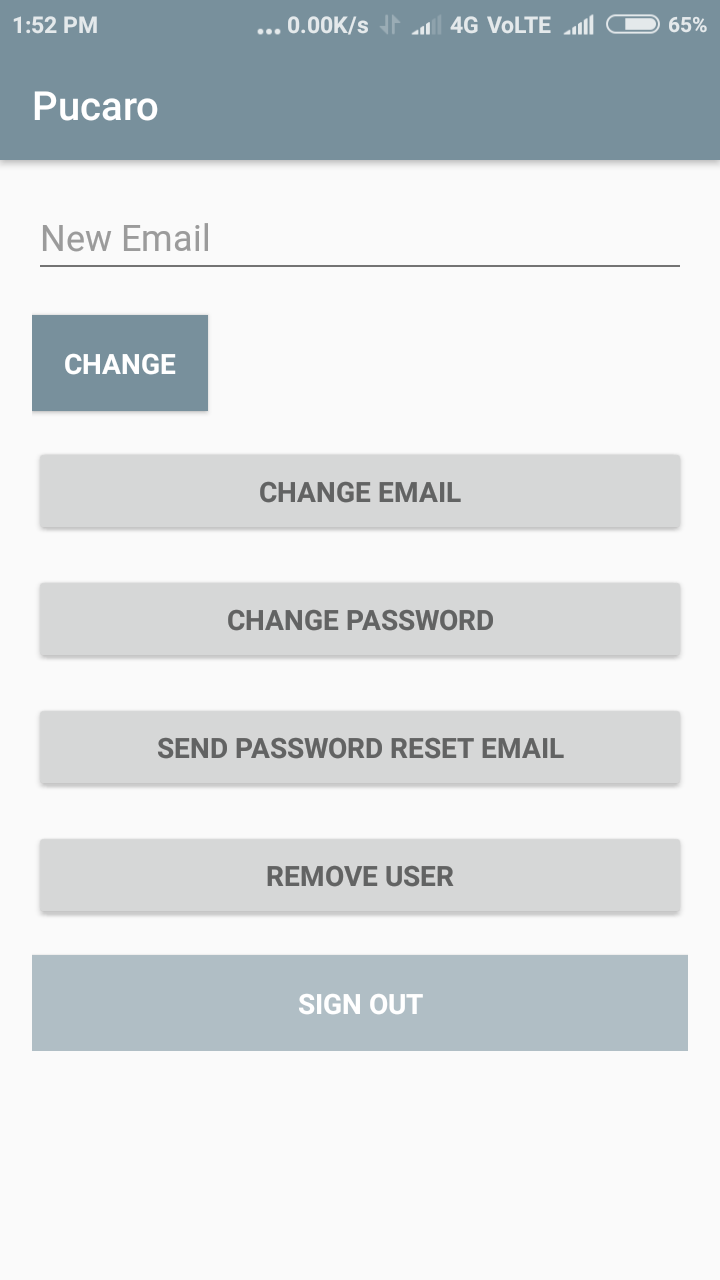 1:52 PM ... 0.00K/s 4G VoLTE 65%
Pucaro
New Email
CHANGE
CHANGE EMAIL
CHANGE PASSWORD
SEND PASSWORD RESET EMAIL
REMOVE USER
SIGN OUT